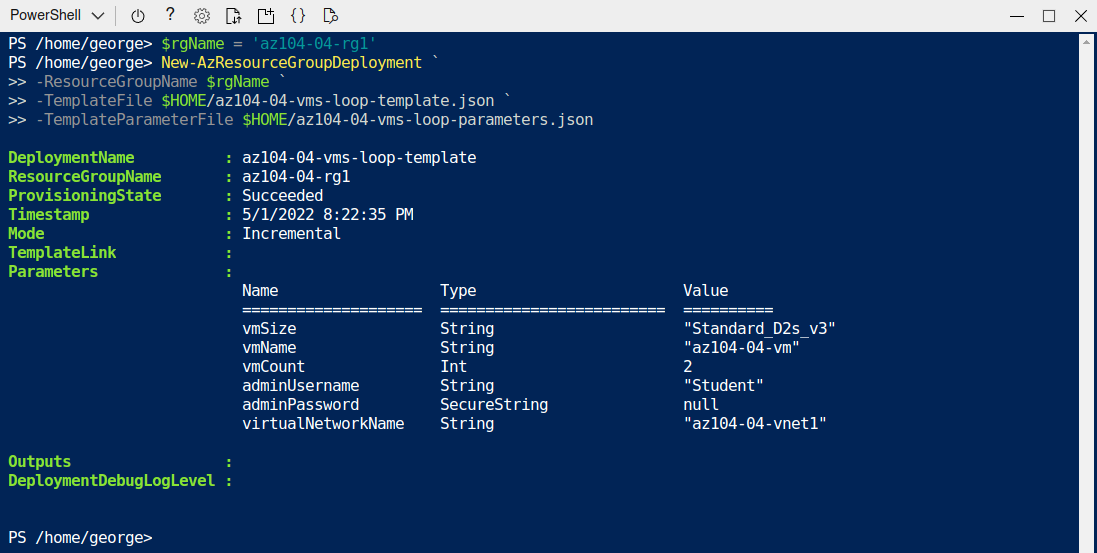 PowerShell
?
{}
PS /home/george> $rgName = 'az104-04-rg1'
PS /home/george> New-AzResourceGroupDeployment `
>> -ResourceGroupName $rgName `
>> -TemplateFile $HOME/az104-04-vms-loop-template.json `
>> -TemplateParameterFile $HOME/az104-04-vms-loop-parameters.json
DeploymentName : az104-04-vms-loop-template
ResourceGroupName : az104-04-rg1
ProvisioningState : Succeeded
Timestamp : 5/1/2022 8:22:35 PM
Mode : Incremental
TemplateLink :
Parameters :
Name Type Value
==================== ========================= ==========
vmSize String "Standard_D2s_v3"
vmName String "az104-04-vm"
vmCount Int 2
adminUsername String "Student"
adminPassword SecureString null
virtualNetworkName String "az104-04-vnet1"
Outputs :
DeploymentDebugLogLevel :
PS /home/george>